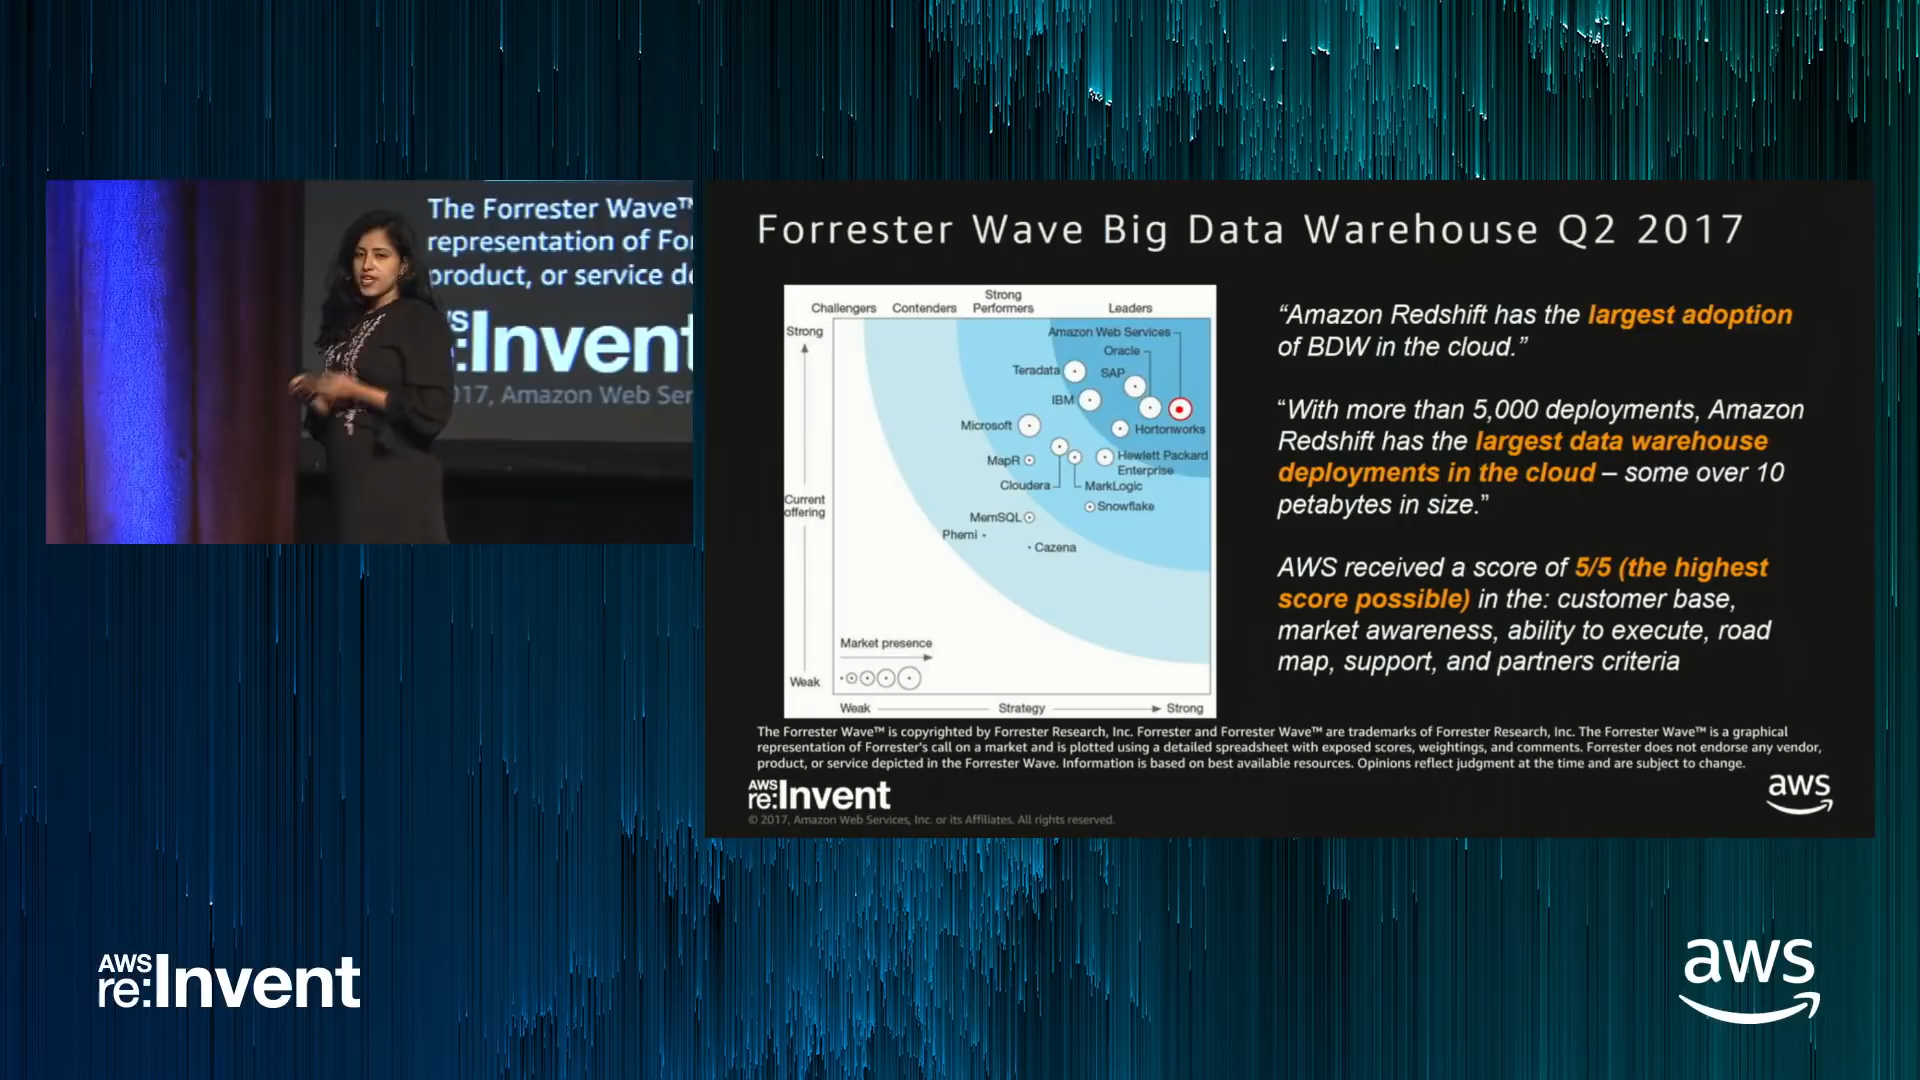 The Forrester Wave™
representation of Fo
product, or service d
re:Invent
017, Amazon Web Ser
Forrester Wave Big Data Warehouse Q2 2017
Challengers Contenders Strong Performers Leaders
Strong
Amazon Web Services
Oracle
Teradata
SAP
IBM
Microsoft
Hortonworks
MapR
Hewlett Packard
Enterprise
Cloudera
MarkLogic
Current
offering
Snowflake
MemSQL
Phemi
Cazena
Market presence
Weak
Weak Strategy Strong
“Amazon Redshift has the largest adoption
of BDW in the cloud.”
“With more than 5,000 deployments, Amazon
Redshift has the largest data warehouse
deployments in the cloud – some over 10
petabytes in size.”
AWS received a score of 5/5 (the highest
score possible) in the: customer base,
market awareness, ability to execute, road
map, support, and partners criteria
The Forrester Wave™ is copyrighted by Forrester Research, Inc. Forrester and Forrester Wave™ are trademarks of Forrester Research, Inc. The Forrester Wave™ is a graphical
representation of Forrester's call on a market and is plotted using a detailed spreadsheet with exposed scores, weightings, and comments. Forrester does not endorse any vendor,
product, or service depicted in the Forrester Wave. Information is based on best available resources. Opinions reflect judgment at the time and are subject to change.
AWS
re:Invent
aws
© 2017, Amazon Web Services, Inc. or its Affiliates. All rights reserved.
AWS
re:Invent
aws